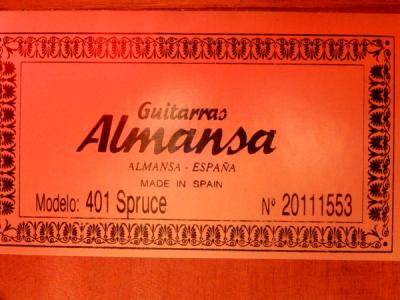 Guitarras
Almansa
ALMANSA - ESPAÑA
MADE IN SPAIN
Modelo: 401 Spruce Nº 20111553